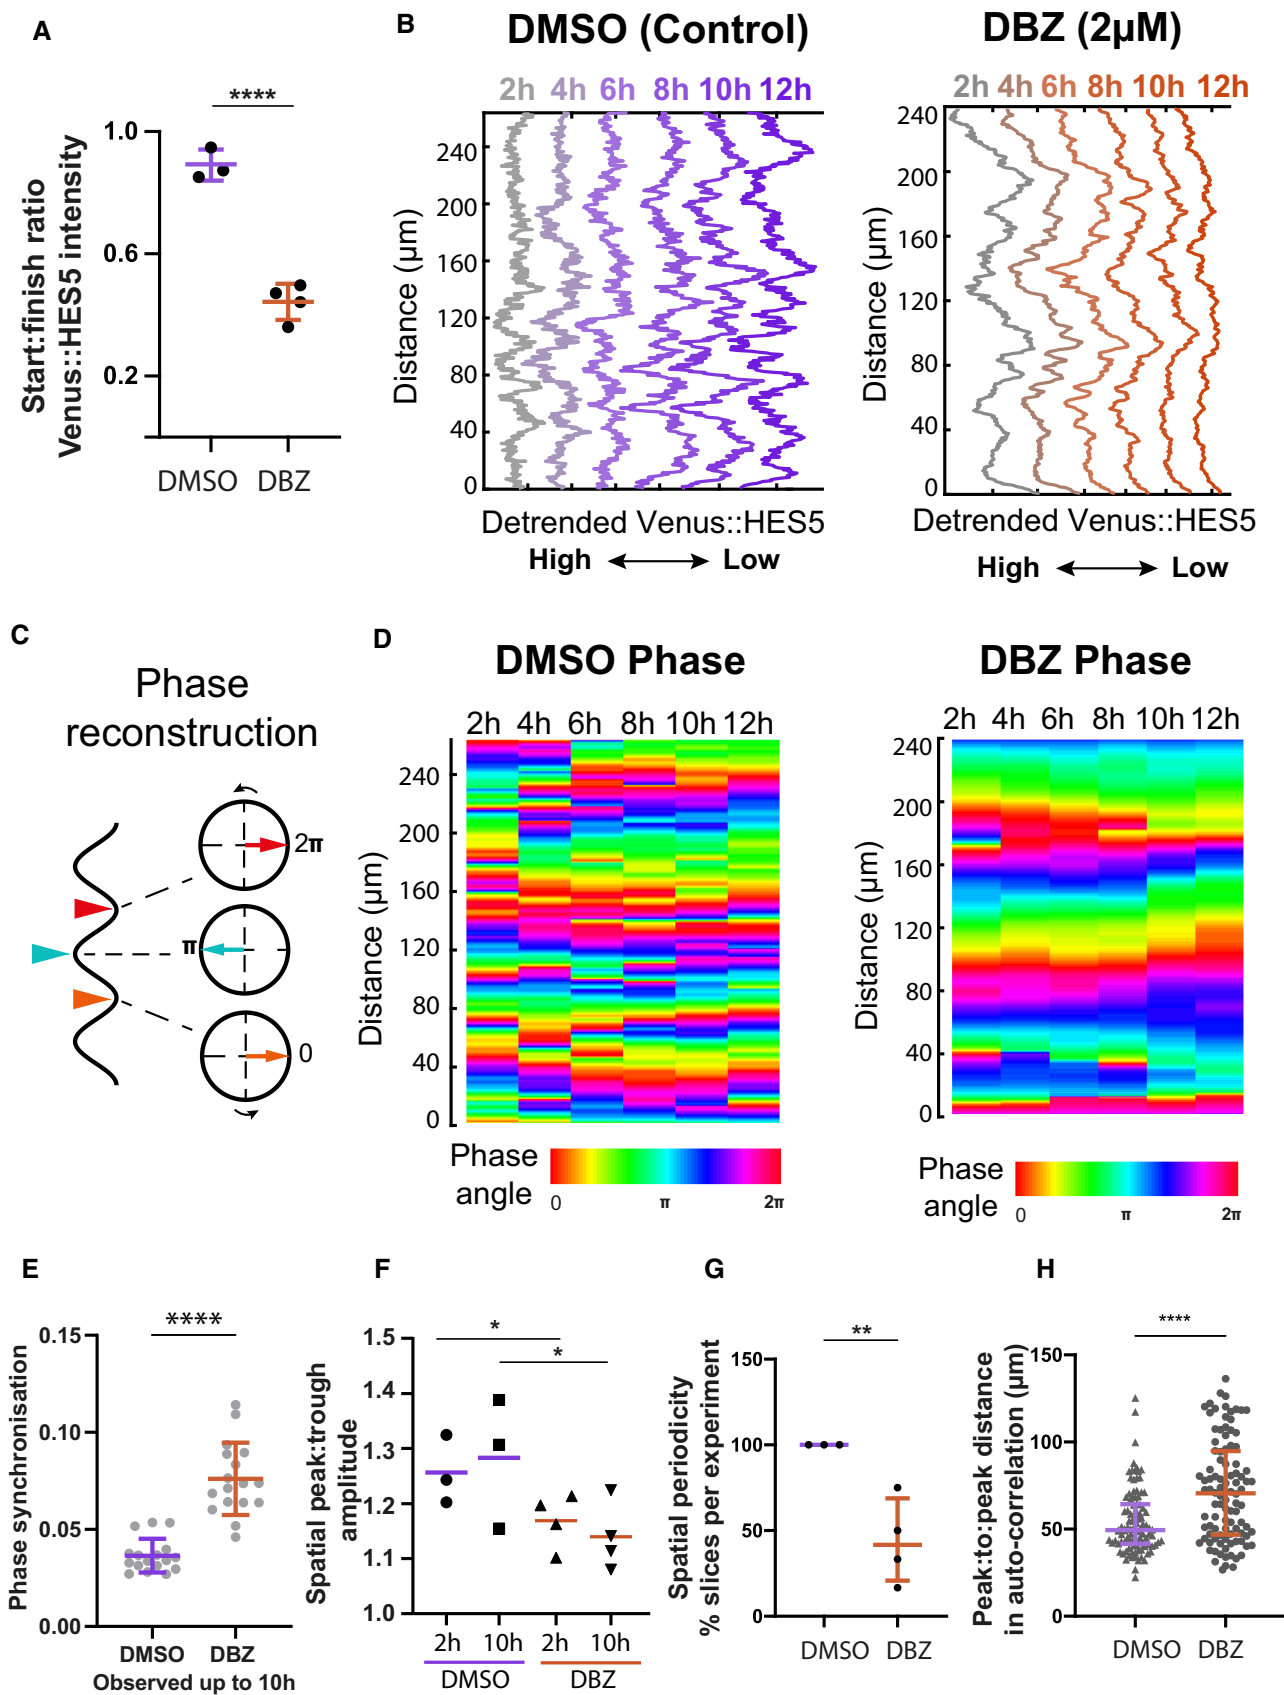 A
****
1.0
0.6
0.2
Start:finish ratio
Venus::HES5 intensity
DMSO DBZ
B
DMSO (Control)
2h 4h 6h 8h 10h 12h
240
200
160
120
80
40
0
Distance (µm)
Detrended Venus::HES5
High Low
DBZ (2µM)
2h 4h 6h 8h 10h 12h
240
200
160
120
80
40
0
Distance (µm)
Detrended Venus::HES5
High Low
C
Phase
reconstruction
2π
π
0
D
DMSO Phase
2h 4h 6h 8h 10h 12h
240
200
160
120
80
40
0
Distance (µm)
Phase
angle
0 π 2π
DBZ Phase
2h 4h 6h 8h 10h 12h
240
200
160
120
80
40
0
Distance (µm)
Phase
angle
0 π 2π
E
****
0.15
0.10
0.05
0.00
Phase synchronisation
DMSO DBZ
Observed up to 10h
F
*
*
1.5
1.4
1.3
1.2
1.1
1.0
Spatial peak:trough
amplitude
2h 10h 2h 10h
DMSO DBZ
G
**
150
100
50
0
Spatial periodicity
% slices per experiment
DMSO DBZ
H
****
150
100
50
0
Peak:to:peak distance
in auto-correlation (µm)
DMSO DBZ